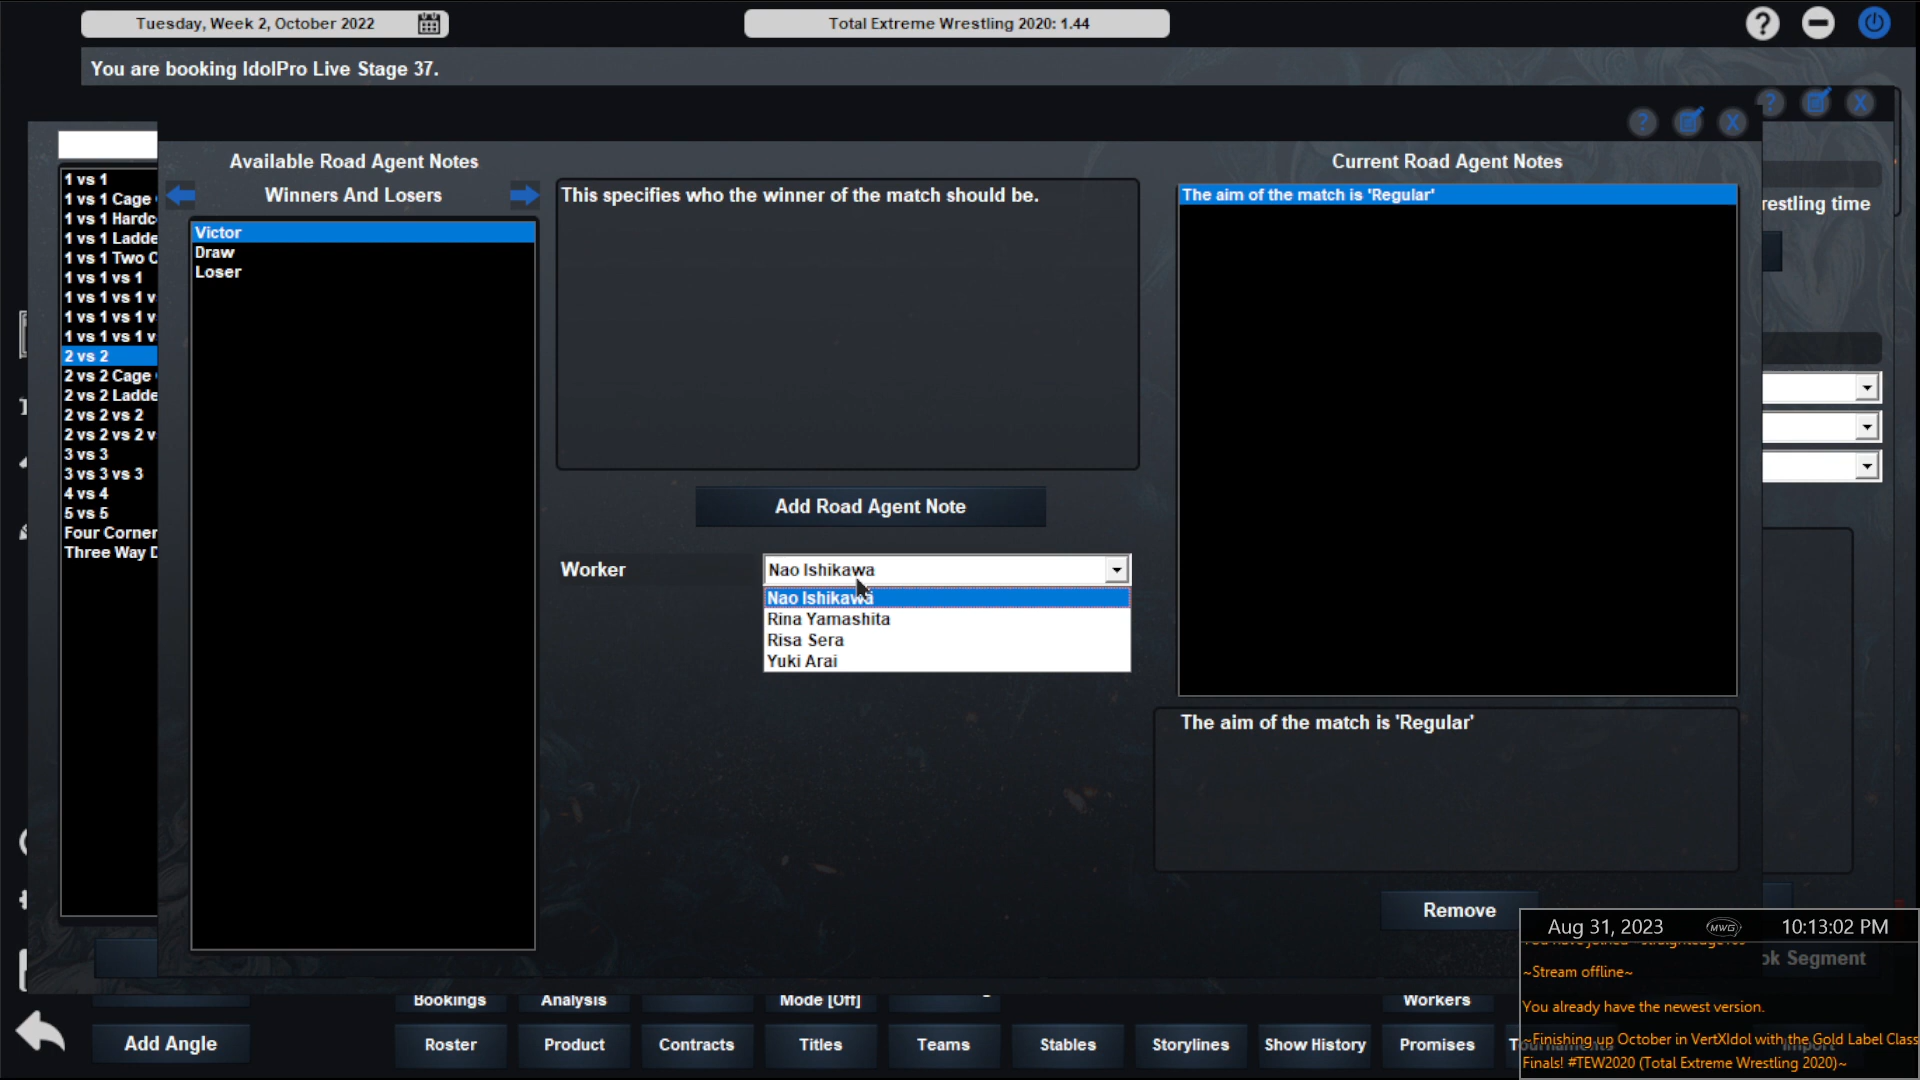 Tuesday, Week 2, October 2022
Total Extreme Wrestling 2020: 1.44
You are booking IdolPro Live Stage 37.
Available Road Agent Notes
Current Road Agent Notes
Winners And Losers
This specifies who the winner of the match should be.
The aim of the match is 'Regular'
restling time
1 vs 1
1 vs 1 Cage
1 vs 1 Hardc
1 vs 1 Ladde
1 vs 1 Two C
1 vs 1 vs 1
1 vs 1 vs 1 v
1 vs 1 vs 1 v
1 vs 1 vs 1 v
2 vs 2
2 vs 2 Cage
2 vs 2 Ladde
2 vs 2 vs 2
2 vs 2 vs 2 v
3 vs 3
3 vs 3 vs 3
4 vs 4
5 vs 5
Four Corner
Three Way D
Victor
Draw
Loser
Add Road Agent Note
Worker
Nao Ishikawa
Nao Ishikawa
Rina Yamashita
Risa Sera
Yuki Arai
The aim of the match is 'Regular'
Remove
Aug 31, 2023
MWG
10:13:02 PM
ok Segment
~Stream offline~
You already have the newest version.
~Finishing up October in VertXIdol with the Gold Label Class
Finals! #TEW2020 (Total Extreme Wrestling 2020)~
Bookings
Analysis
Mode [Off]
Workers
Add Angle
Roster
Product
Contracts
Titles
Teams
Stables
Storylines
Show History
Promises
Import